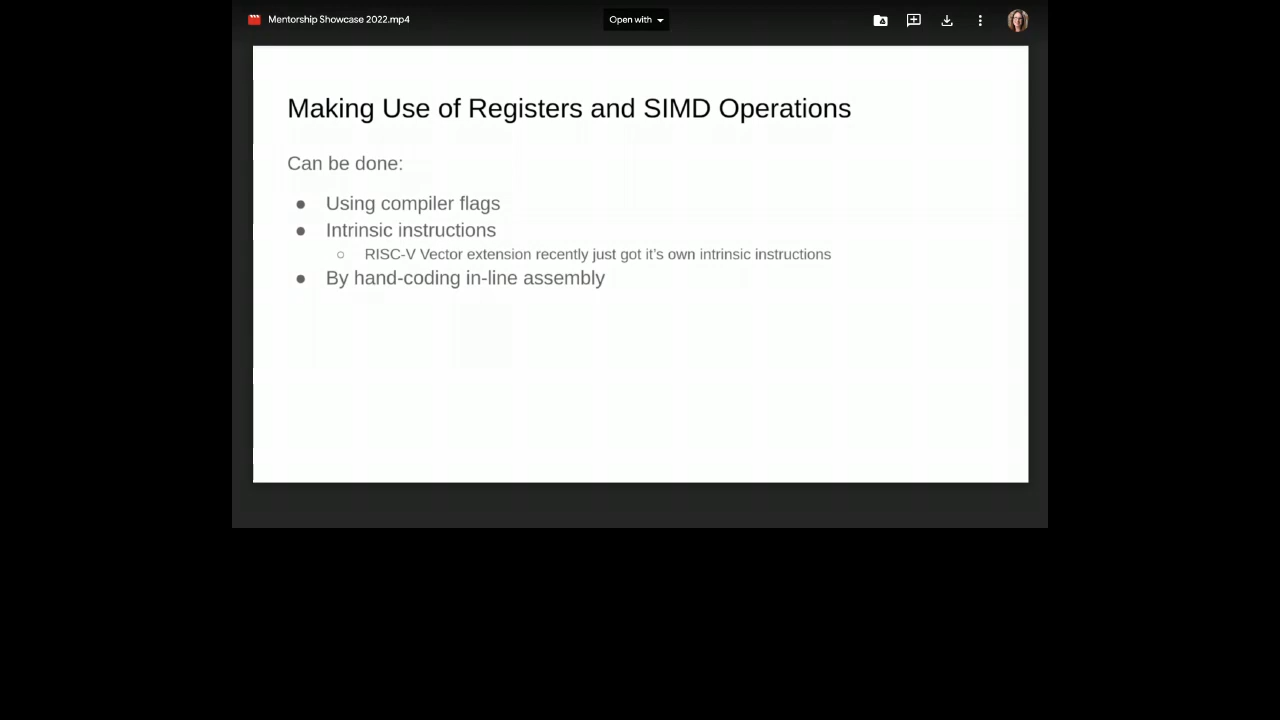 Mentorship Showcase 2022.mp4
Open with
Making Use of Registers and SIMD Operations
Can be done:
● Using compiler flags
● Intrinsic instructions
○ RISC-V Vector extension recently just got it's own intrinsic instructions
● By hand-coding in-line assembly